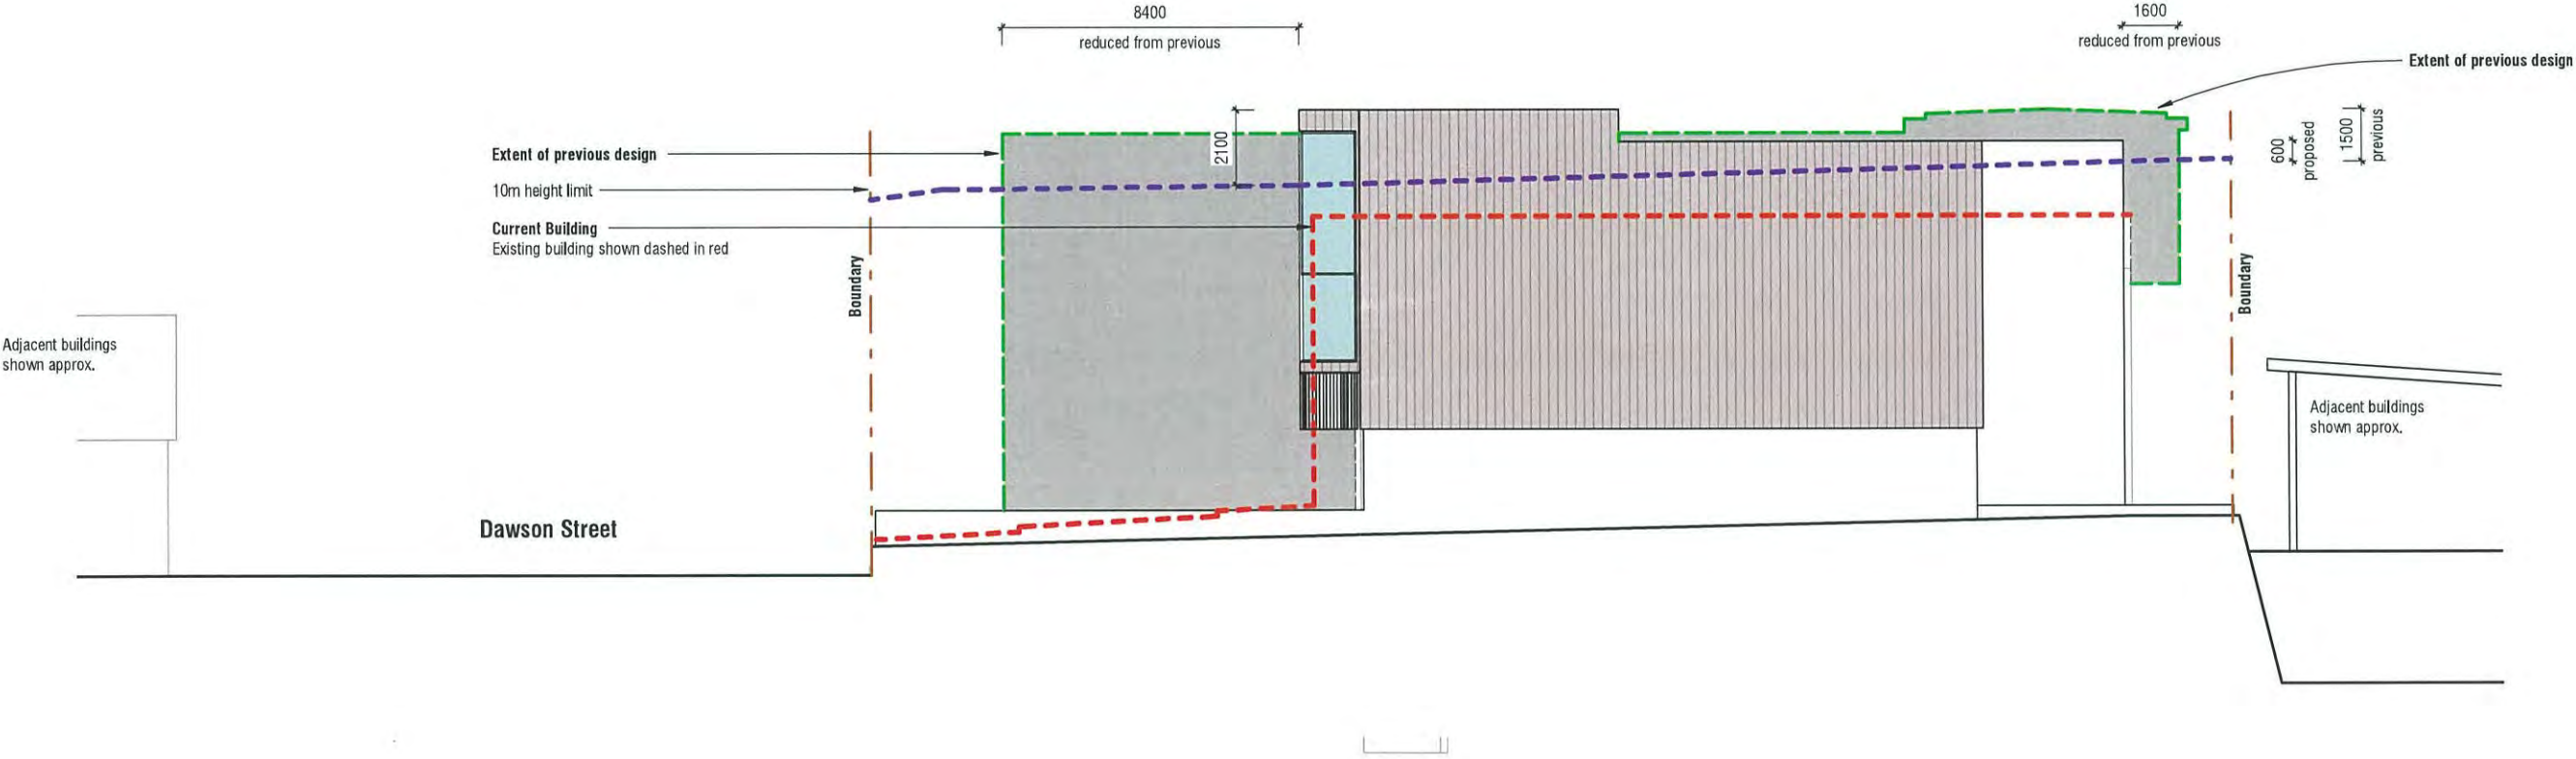 8400
reduced from previous
1600
reduced from previous
Extent of previous design
Extent of previous design
10m height limit
Current Building
Existing building shown dashed in red
2100
600
proposed
1500
previous
Boundary
Boundary
Adjacent buildings
shown approx.
Adjacent buildings
shown approx.
Dawson Street